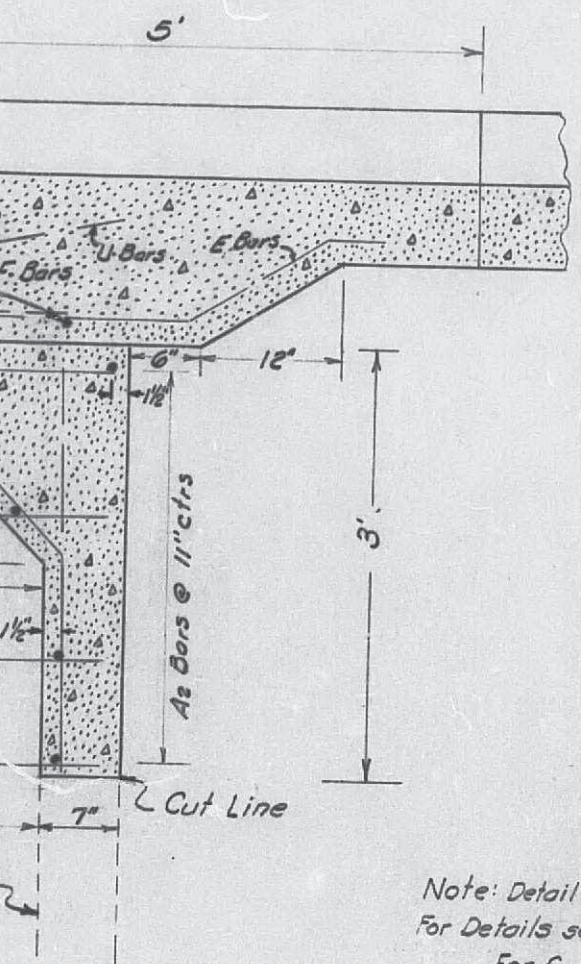 5'
U-Bars
E Bars
Bars
6"
12"
1½"
A2 Bars @ 11" ctrs
3'
1½"
Cut Line
7"
Note: Detail
For Details
For